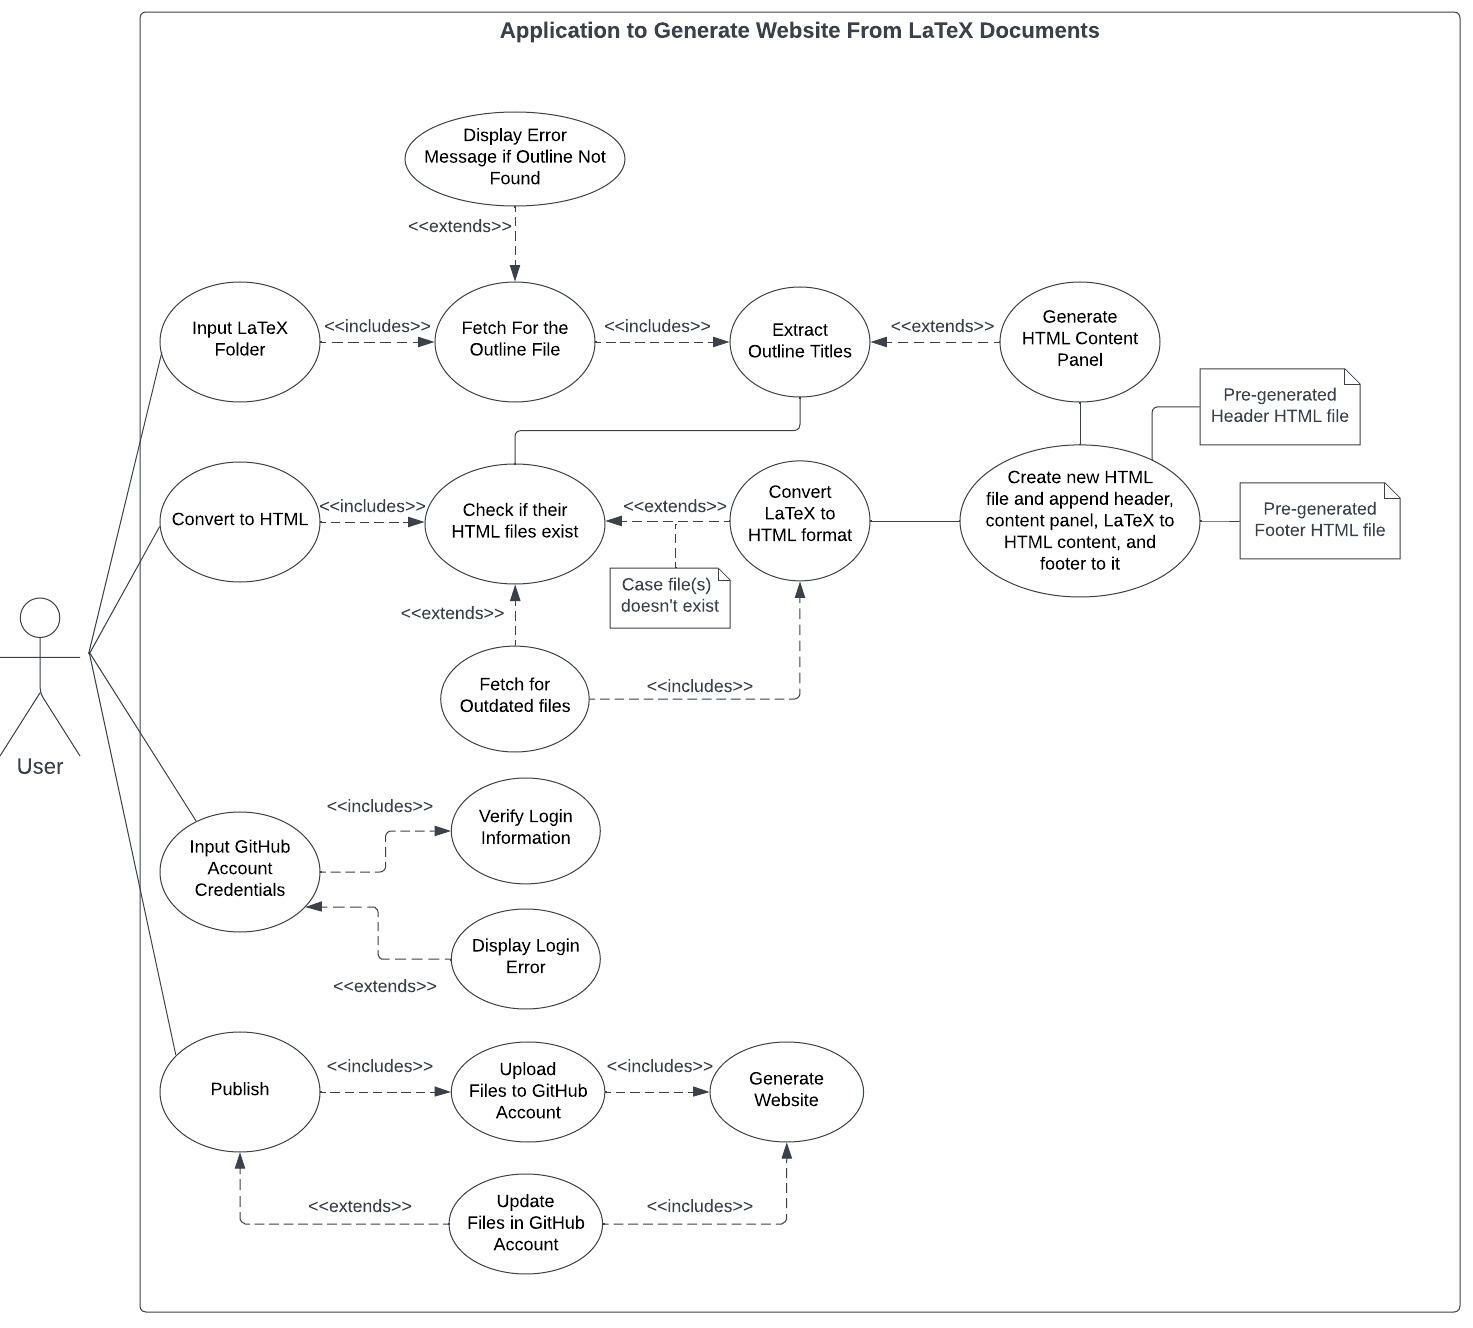 Application to Generate Website From LaTeX Documents
Display Error
Message if Outline Not
Found
<<extends>>
Input LaTeX
Folder
<<includes>>
Fetch For the
Outline File
<<includes>>
Extract
Outline Titles
<<extends>>
Generate
HTML Content
Panel
Pre-generated
Header HTML file
Convert to HTML
<<includes>>
Check if their
HTML files exist
<<extends>>
Case file(s)
doesn't exist
Convert
LaTeX to
HTML format
Create new HTML
file and append header,
content panel, LaTeX to
HTML content, and
footer to it
Pre-generated
Footer HTML file
<<extends>>
Fetch for
Outdated files
<<includes>>
User
Input GitHub
Account
Credentials
<<includes>>
Verify Login
Information
<<extends>>
Display Login
Error
Publish
<<includes>>
Upload
Files to GitHub
Account
<<includes>>
Generate
Website
<<extends>>
Update
Files in GitHub
Account
<<includes>>